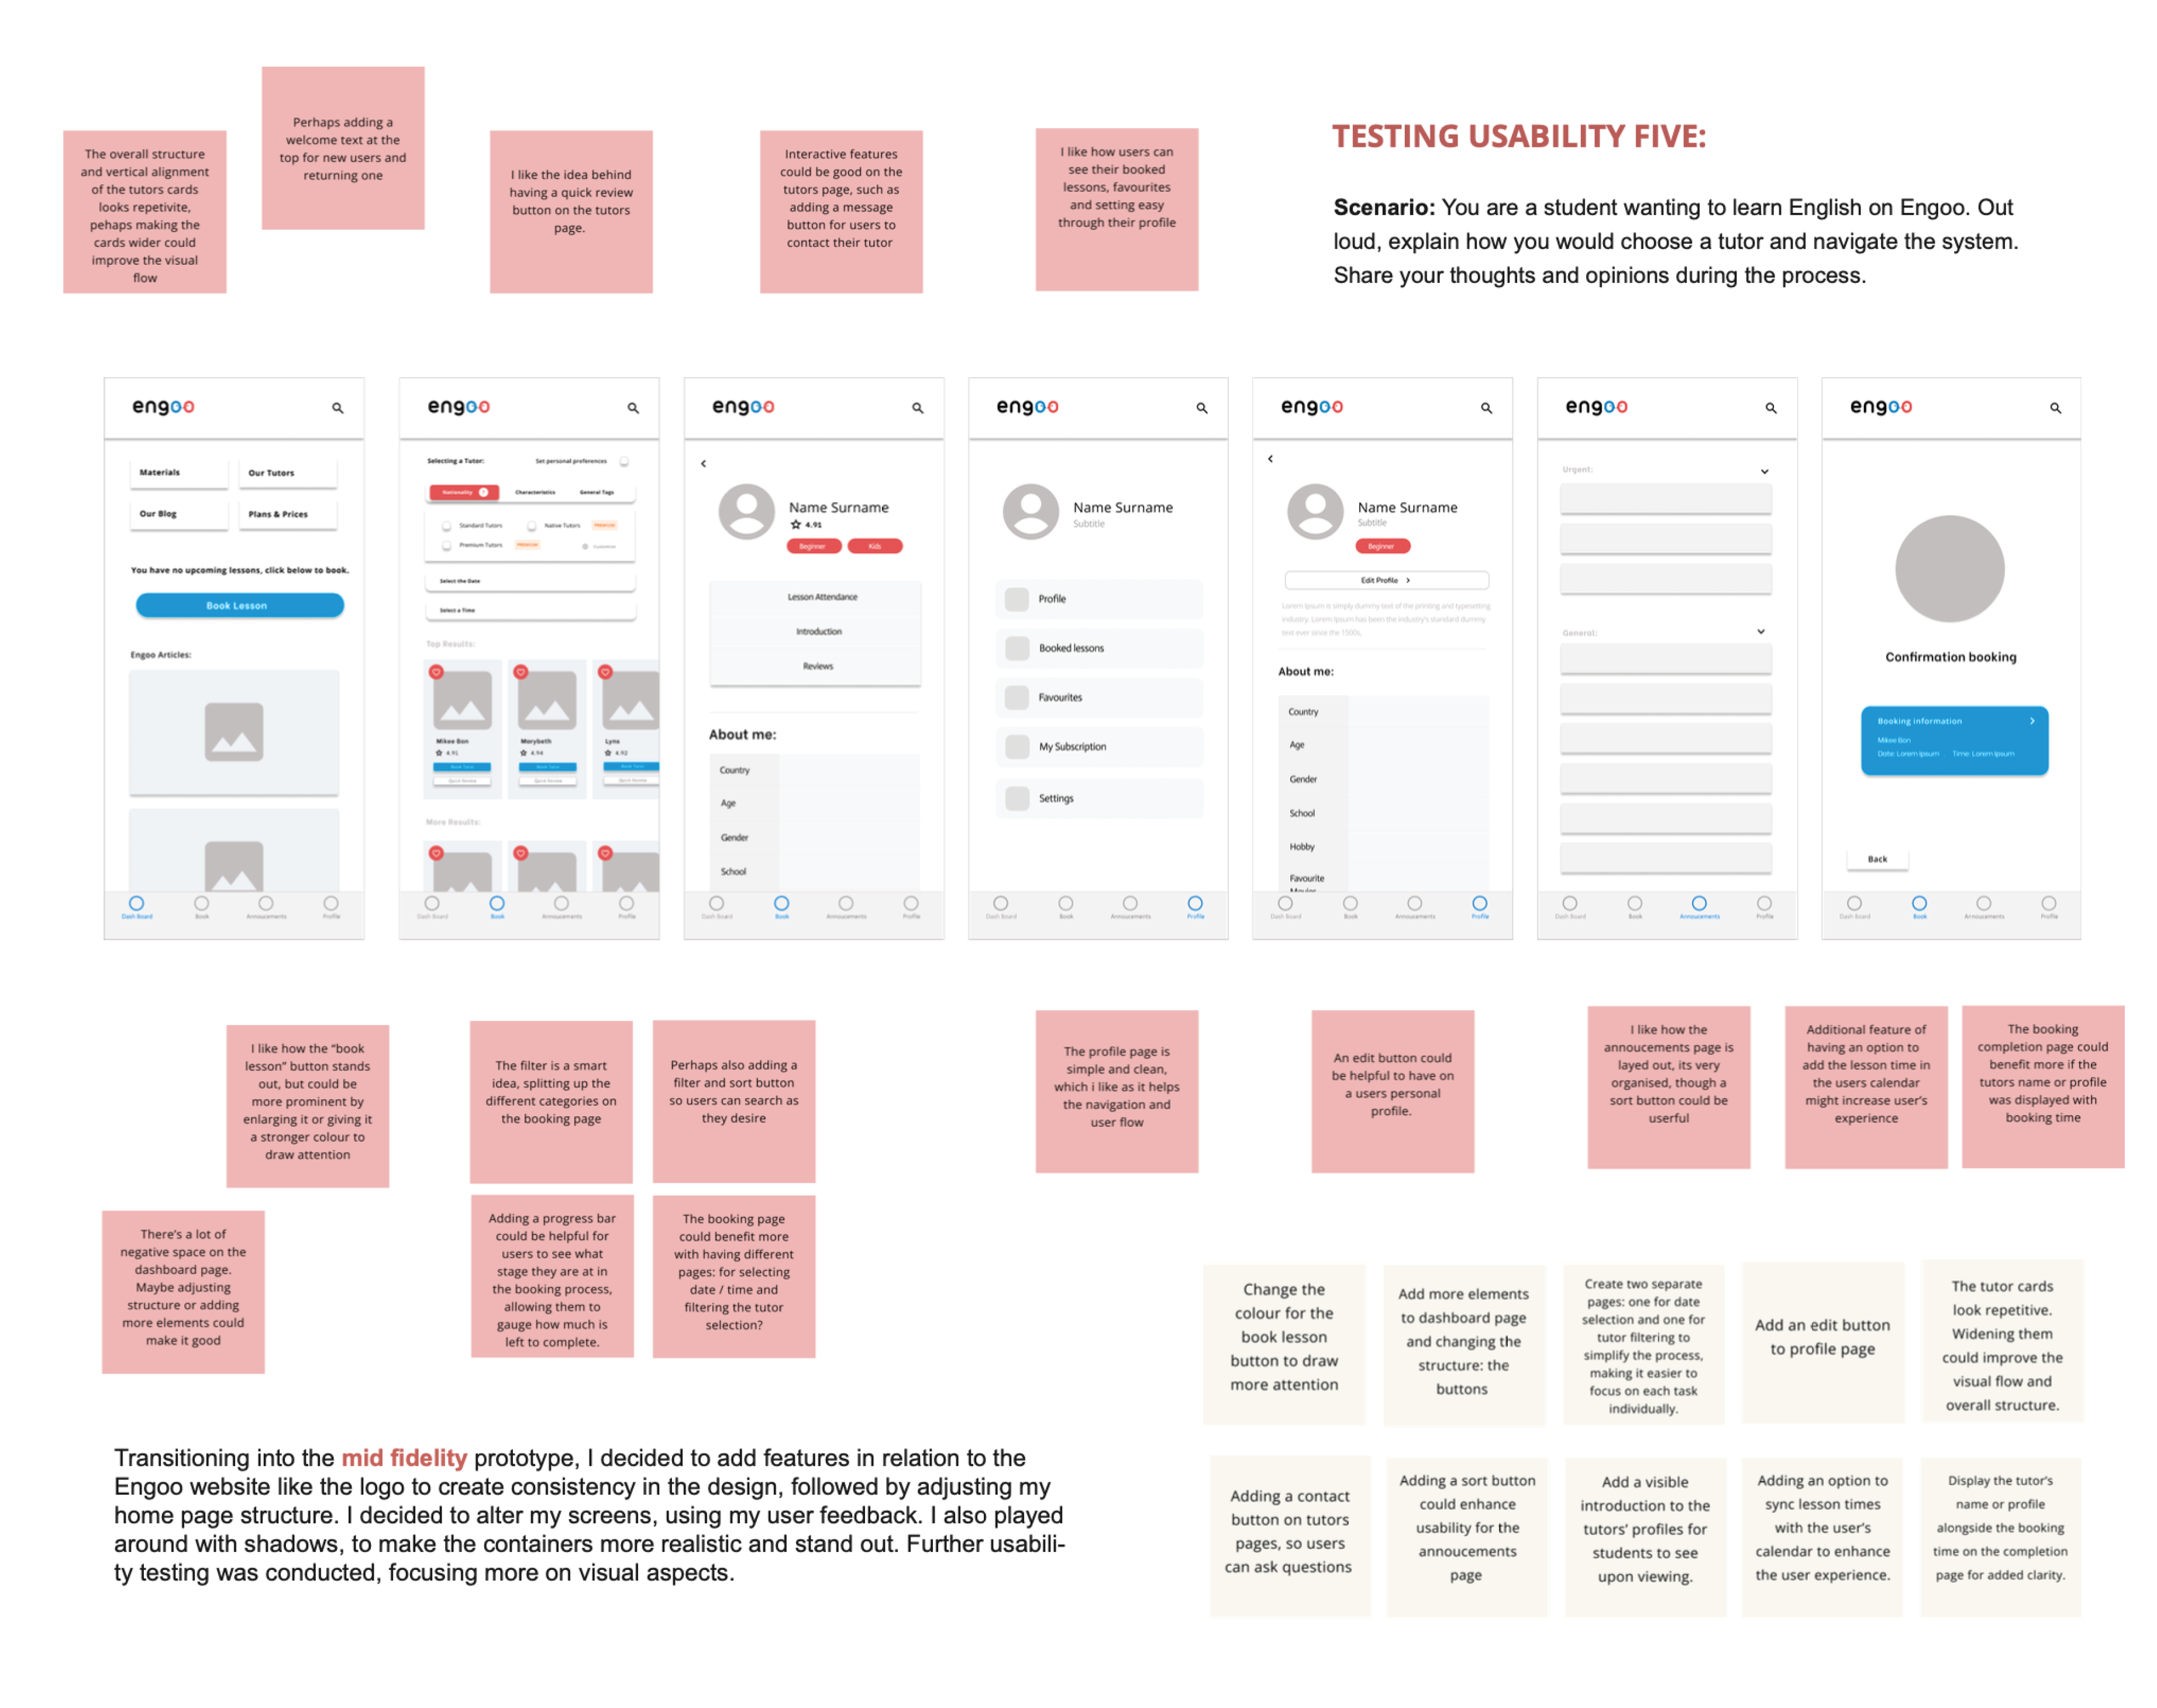 The overall structure
and vertical alignment
of the tutors cards
looks repetivite,
pehaps making the
cards wider could
improve the visual
flow
Perhaps adding a
welcome text at the
top for new users and
returning one
I like the idea behind
having a quick review
button on the tutors
page.
Interactive features
could be good on the
tutors page, such as
adding a message
button for users to
contact their tutor
I like how users can
see their booked
lessons, favourites
and setting easy
through their profile
TESTING USABILITY FIVE:
Scenario: You are a student wanting to learn English on Engoo. Out
loud, explain how you would choose a tutor and navigate the system.
Share your thoughts and opinions during the process.
engoo
Materials
Our Tutors
Our Blog
Plans & Prices
You have no upcoming lessons, click below to book.
Book Lesson
Engoo Articles:
Dash Board
Book
Annoucements
Profile
engoo
Selecting a Tutor:
Set personal preferences
Nationality ?
Characteristics
General Tags
Standard Tutors
Native Tutors
PREMIUM
Premium Tutors
PREMIUM
Customise
Select the Date
Select a Time
Top Results:
Mikee Bon
4.91
Book Tutor
Quick Review
Marybeth
4.94
Book Tutor
Quick Review
Lynx
4.92
Book Tutor
Quick Review
More Results:
Dash Board
Book
Annoucements
Profile
engoo
Name Surname
4.91
Beginner
Kids
Lesson Attendance
Introduction
Reviews
About me:
Country
Age
Gender
School
Dash Board
Book
Annoucements
Profile
engoo
Name Surname
Subtitle
Profile
Booked lessons
Favourites
My Subscription
Settings
Dash Board
Book
Annoucements
Profile
engoo
Name Surname
Subtitle
Beginner
Edit Profile
Lorem Ipsum is simply dummy text of the printing and typesetting
industry. Lorem Ipsum has been the industry's standard dummy
text ever since the 1500s,
About me:
Country
Age
Gender
School
Hobby
Favourite
Movies
Dash Board
Book
Annoucements
Profile
engoo
Urgent:
General:
Dash Board
Book
Annoucements
Profile
engoo
Confirmation booking
Booking information
Mikee Bon
Date: Lorem Ipsum . Time: Lorem Ipsum
Back
Dash Board
Book
Annoucements
Profile
I like how the "book
lesson" button stands
out, but could be
more prominent by
enlarging it or giving it
a stronger colour to
draw attention
The filter is a smart
idea, splitting up the
different categories on
the booking page
Perhaps also adding a
filter and sort button
so users can search as
they desire
The profile page is
simple and clean,
which i like as it helps
the navigation and
user flow
An edit button could
be helpful to have on
a users personal
profile.
I like how the
annoucements page is
layed out, its very
organised, though a
sort button could be
userful
Additional feature of
having an option to
add the lesson time in
the users calendar
might increase user's
experience
The booking
completion page could
benefit more if the
tutors name or profile
was displayed with
booking time
There's a lot of
negative space on the
dashboard page.
Maybe adjusting
structure or adding
more elements could
make it good
Adding a progress bar
could be helpful for
users to see what
stage they are at in
the booking process,
allowing them to
gauge how much is
left to complete.
The booking page
could benefit more
with having different
pages: for selecting
date / time and
filtering the tutor
selection?
Change the
colour for the
book lesson
button to draw
more attention
Add more elements
to dashboard page
and changing the
structure: the
buttons
Create two separate
pages: one for date
selection and one for
tutor filtering to
simplify the process,
making it easier to
focus on each task
individually.
Add an edit button
to profile page
The tutor cards
look repetitive.
Widening them
could improve the
visual flow and
overall structure.
Transitioning into the mid fidelity prototype, I decided to add features in relation to the
Engoo website like the logo to create consistency in the design, followed by adjusting my
home page structure. I decided to alter my screens, using my user feedback. I also played
around with shadows, to make the containers more realistic and stand out. Further usabili-
ty testing was conducted, focusing more on visual aspects.
Adding a contact
button on tutors
pages, so users
can ask questions
Adding a sort button
could enhance
usability for the
annoucements
page
Add a visible
introduction to the
tutors' profiles for
students to see
upon viewing.
Adding an option to
sync lesson times
with the user's
calendar to enhance
the user experience.
Display the tutor's
name or profile
alongside the booking
time on the completion
page for added clarity.